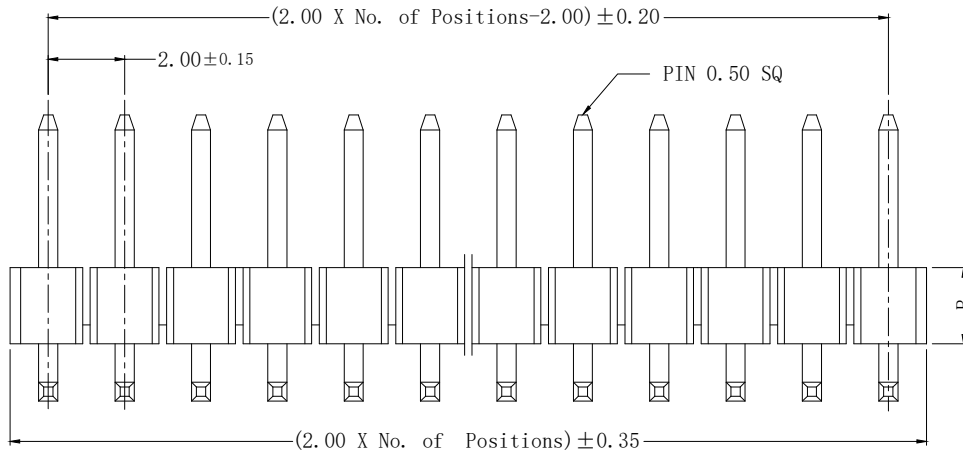 (2.00 X No. of Positions-2.00)±0.20
2.00±0.15
PIN 0.50 SQ
(2.00 X No. of Positions)±0.35